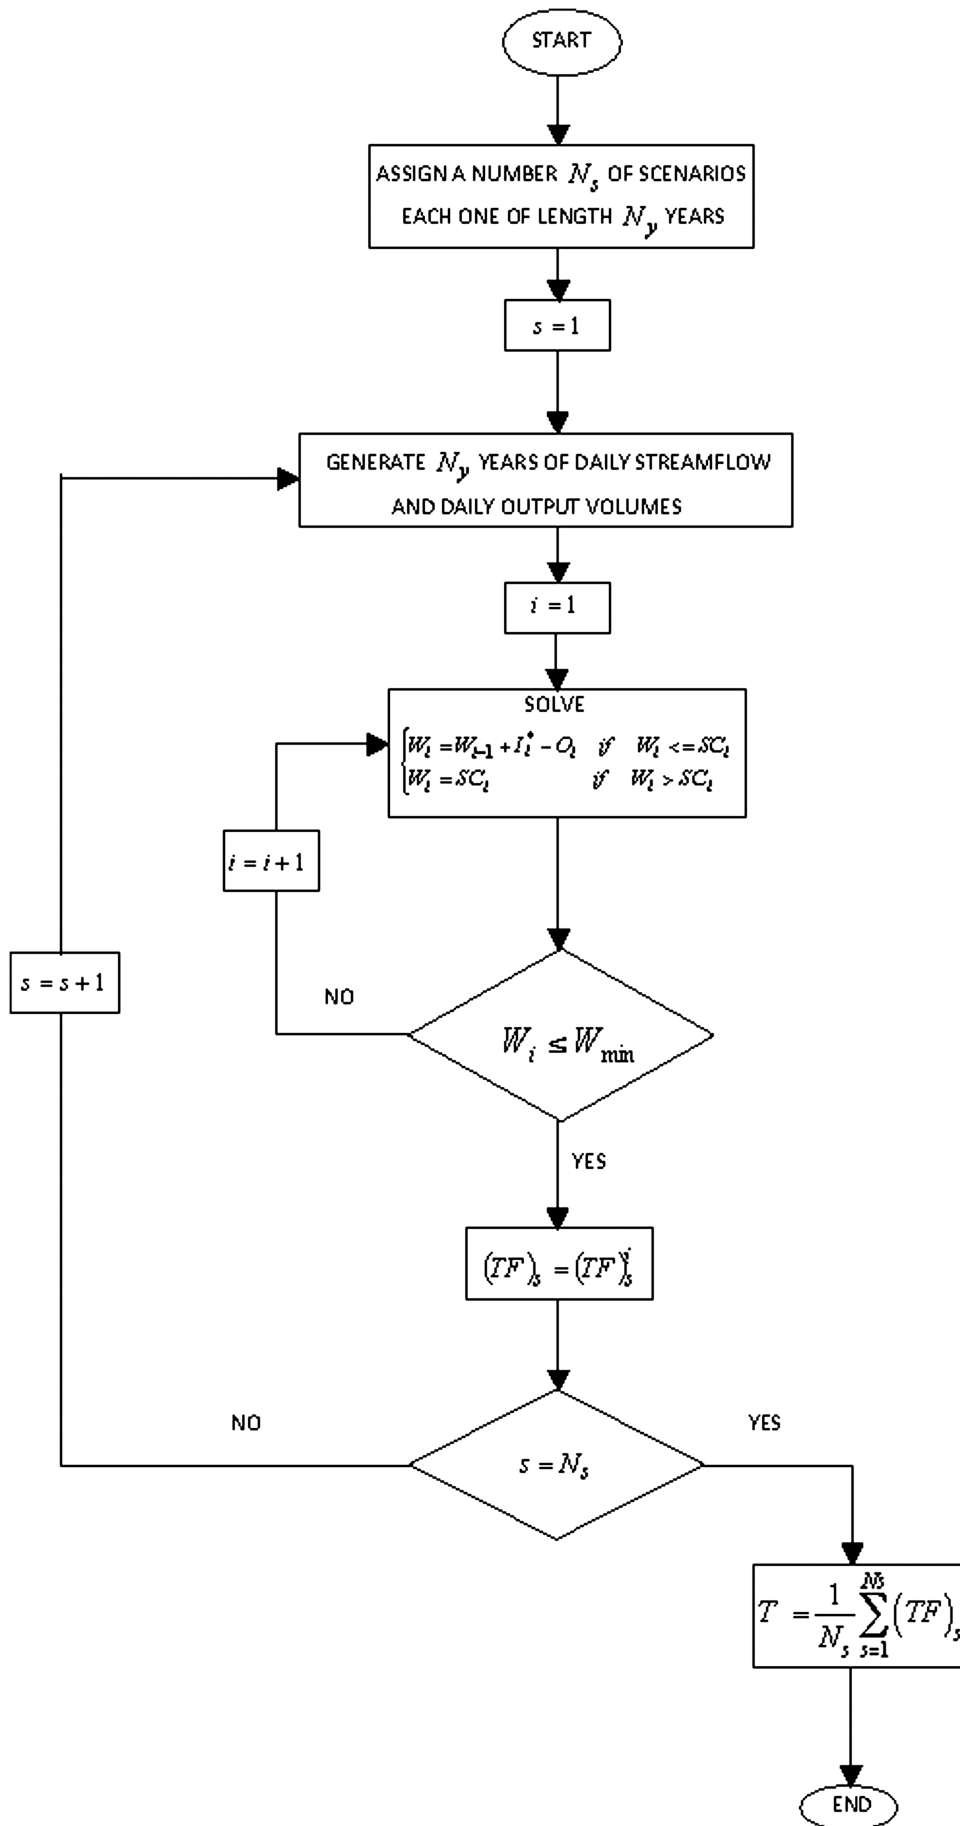 START
ASSIGN A NUMBER N_s OF SCENARIOS
EACH ONE OF LENGTH N_y YEARS
s = 1
GENERATE N_y YEARS OF DAILY STREAMFLOW
AND DAILY OUTPUT VOLUMES
i = 1
SOLVE
{W_i = W_{i-1} + I_i^* - O_i if W_i <= SC_i
{W_i = SC_i if W_i > SC_i
i = i + 1
s = s + 1
NO
W_i ≤ W_min
YES
(TF)_s = (TF)_s^i
NO
YES
s = N_s
T = \frac{1}{N_s} \sum_{s=1}^{Ns} (TF)_s
END